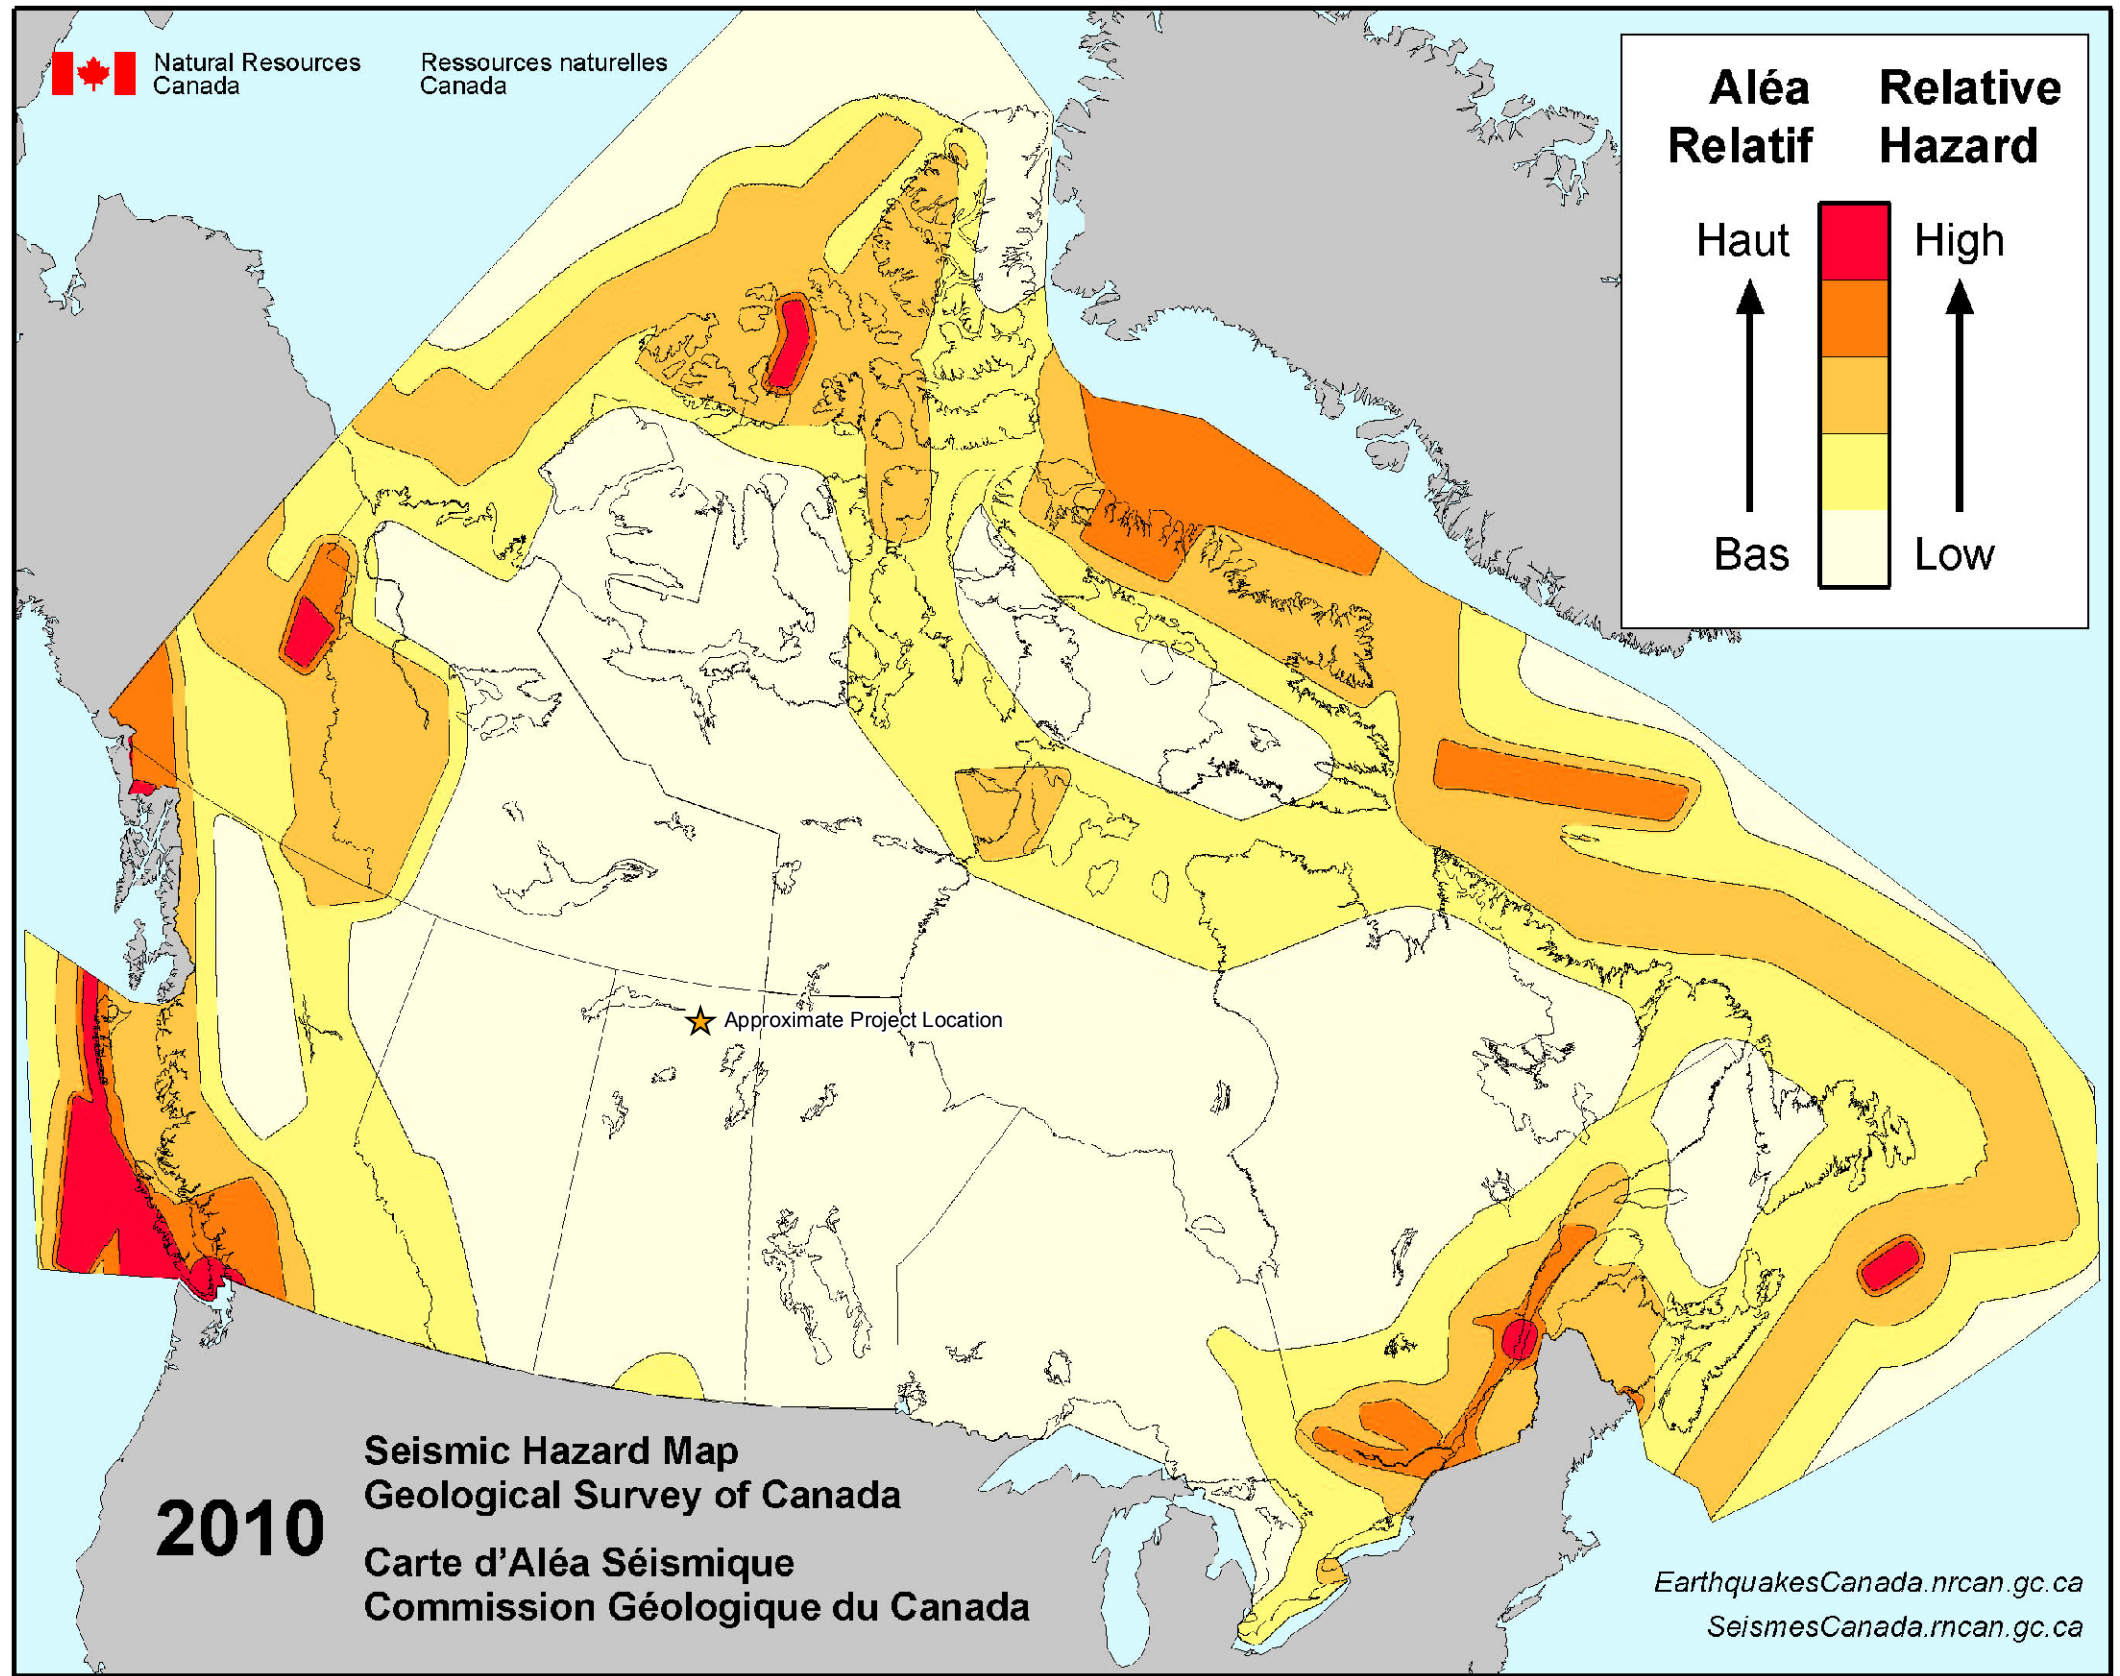 Natural Resources
Canada
Ressources naturelles
Canada
Aléa
Relatif
Relative
Hazard
Haut
High
Bas
Low
Approximate Project Location
2010
Seismic Hazard Map
Geological Survey of Canada
Carte d'Aléa Séismique
Commission Géologique du Canada
EarthquakesCanada.nrcan.gc.ca
SeismesCanada.rncan.gc.ca